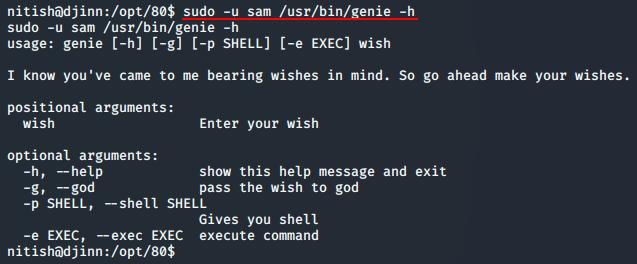 nitish@djinn:/opt/80$ sudo -u sam /usr/bin/genie -h
sudo -u sam /usr/bin/genie -h
usage: genie [-h] [-g] [-p SHELL] [-e EXEC] wish
I know you've came to me bearing wishes in mind. So go ahead make your wishes.
positional arguments:
  wish                  Enter your wish
optional arguments:
  -h, --help            show this help message and exit
  -g, --god             pass the wish to god
  -p SHELL, --shell SHELL
                        Gives you shell
  -e EXEC, --exec EXEC  execute command
nitish@djinn:/opt/80$